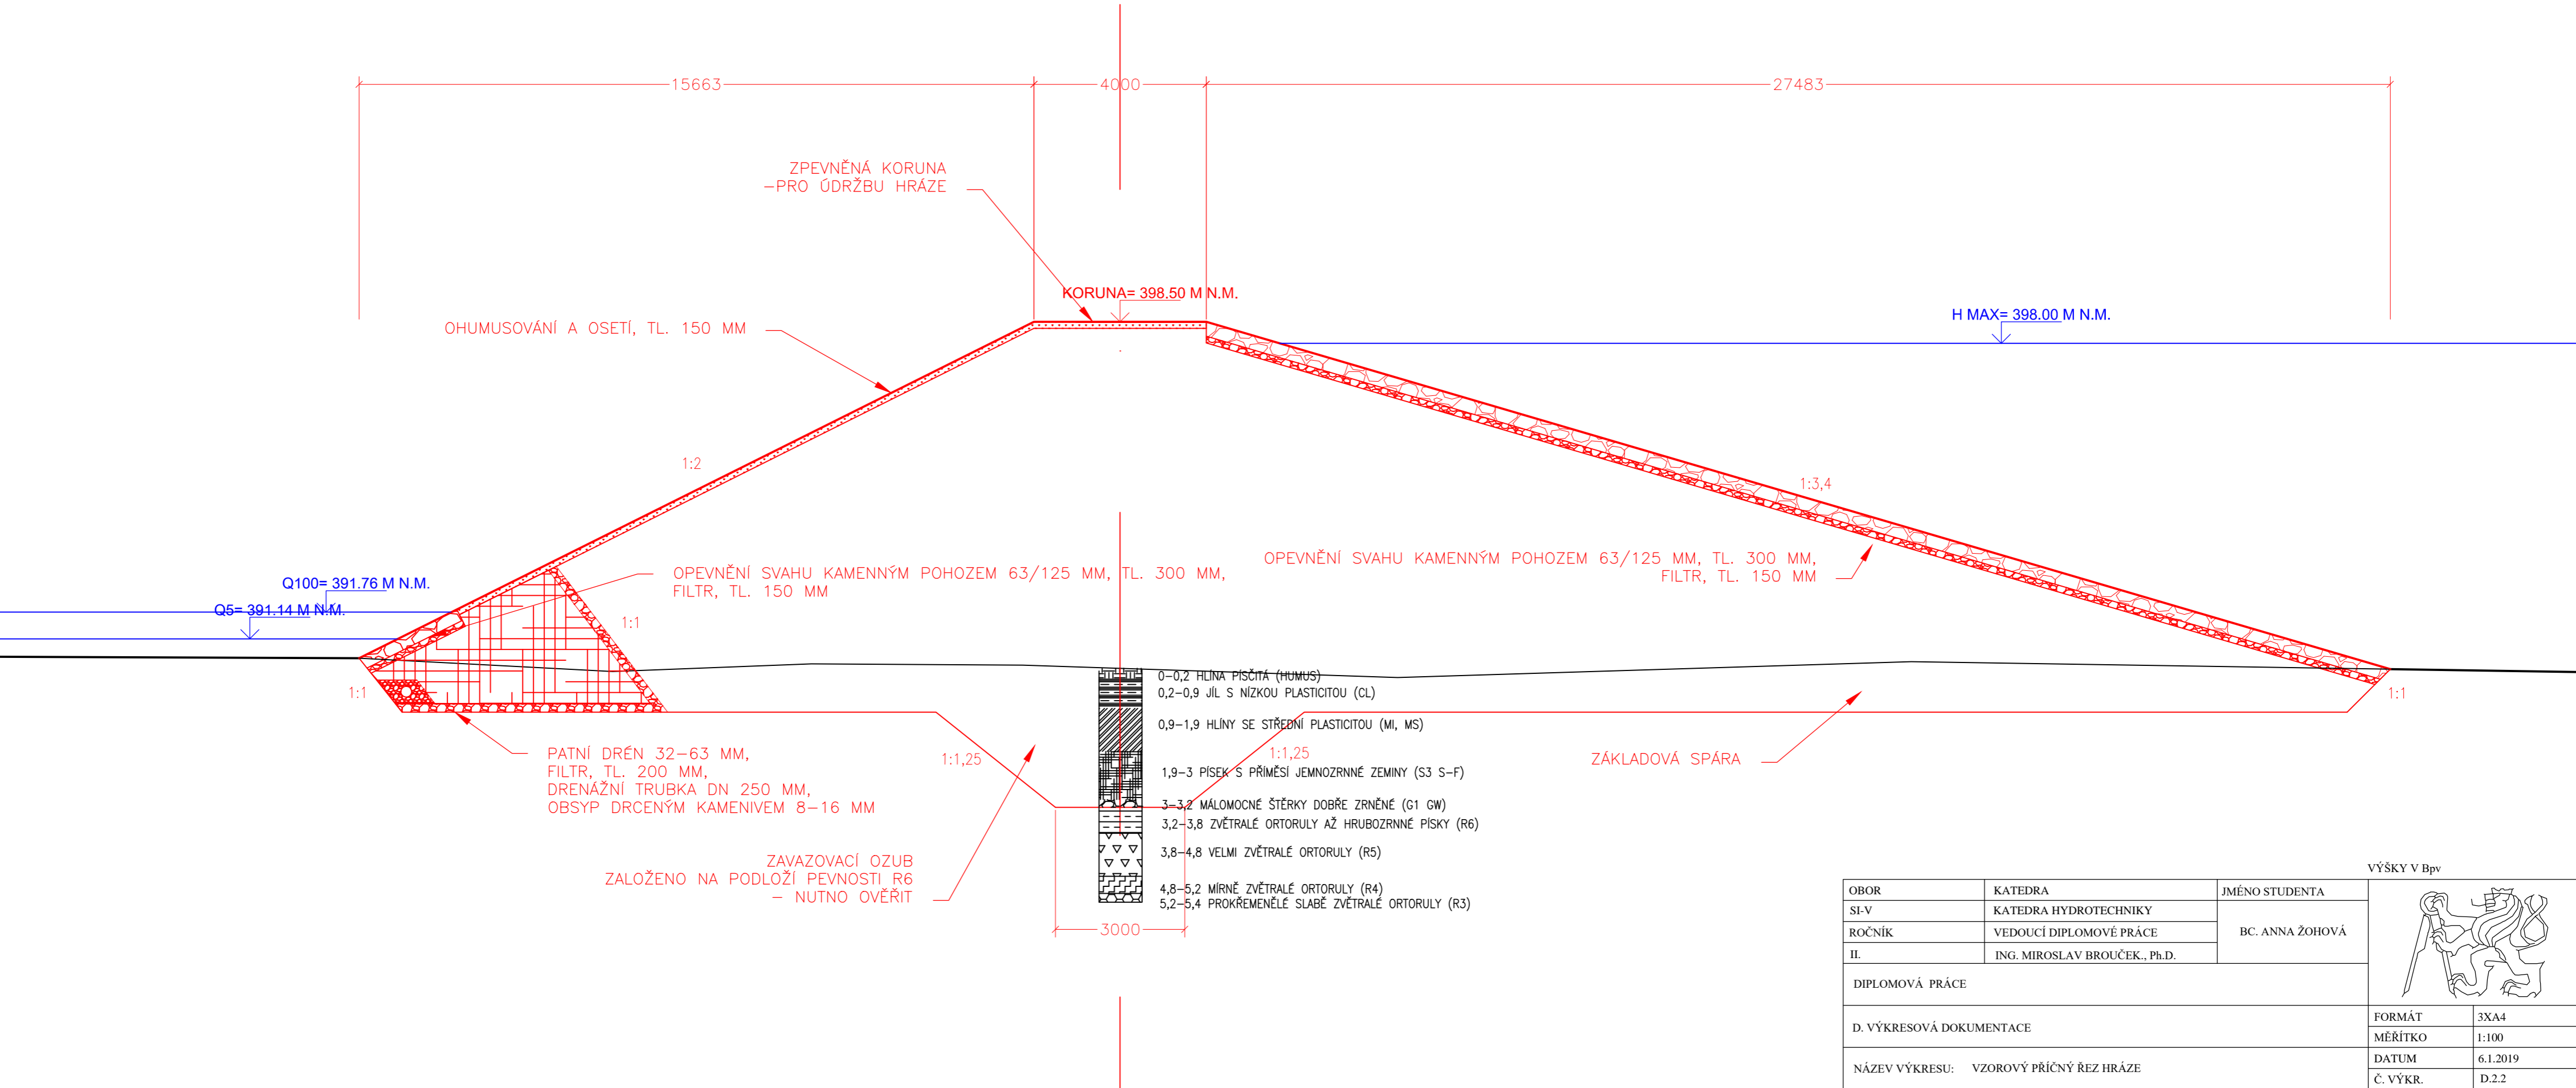 15663
4000
27483
ZPEVNĚNÁ KORUNA
-PRO ÚDRŽBU HRÁZE
KORUNA= 398.50 M N.M.
H MAX= 398.00 M N.M.
OHUMUSOVÁNÍ A OSETÍ, TL. 150 MM
1:2
1:3,4
OPEVNĚNÍ SVAHU KAMENNÝM POHOZEM 63/125 MM, TL. 300 MM,
FILTR, TL. 150 MM
OPEVNĚNÍ SVAHU KAMENNÝM POHOZEM 63/125 MM, TL. 300 MM,
FILTR, TL. 150 MM
Q100= 391.76 M N.M.
Q5= 391.14 M N.M.
1:1
1:1
1:1
0-0,2 HLÍNA PÍSČITÁ (HUMUS)
0,2-0,9 JÍL S NÍZKOU PLASTICITOU (CL)
0,9-1,9 HLÍNY SE STŘEDNÍ PLASTICITOU (MI, MS)
1:1,25
1:1,25
1,9-3 PÍSEK S PŘÍMĚSÍ JEMNOZRNNÉ ZEMINY (S3 S-F)
3-3,2 MÁLOMOCNÉ ŠTĚRKY DOBŘE ZRNĚNÉ (G1 GW)
3,2-3,8 ZVĚTRALÉ ORTORULY AŽ HRUBOZRNNÉ PÍSKY (R6)
3,8-4,8 VELMI ZVĚTRALÉ ORTORULY (R5)
4,8-5,2 MÍRNĚ ZVĚTRALÉ ORTORULY (R4)
5,2-5,4 PROKŘEMENĚLÉ SLABĚ ZVĚTRALÉ ORTORULY (R3)
ZÁKLADOVÁ SPÁRA
PATNÍ DRÉN 32-63 MM,
FILTR, TL. 200 MM,
DRENÁŽNÍ TRUBKA DN 250 MM,
OBSYP DRCENÝM KAMENIVEM 8-16 MM
ZAVAZOVACÍ OZUB
ZALOŽENO NA PODLOŽÍ PEVNOSTI R6
- NUTNO OVĚŘIT
3000
VÝŠKY V Bpv
OBOR KATEDRA JMÉNO STUDENTA
SI-V KATEDRA HYDROTECHNIKY
ROČNÍK VEDOUCÍ DIPLOMOVÉ PRÁCE BC. ANNA ŽOHOVÁ
II. ING. MIROSLAV BROUČEK., Ph.D.
DIPLOMOVÁ PRÁCE
D. VÝKRESOVÁ DOKUMENTACE
FORMÁT 3XA4
MĚŘÍTKO 1:100
NÁZEV VÝKRESU: VZOROVÝ PŘÍČNÝ ŘEZ HRÁZE
DATUM 6.1.2019
Č. VÝKR. D.2.2